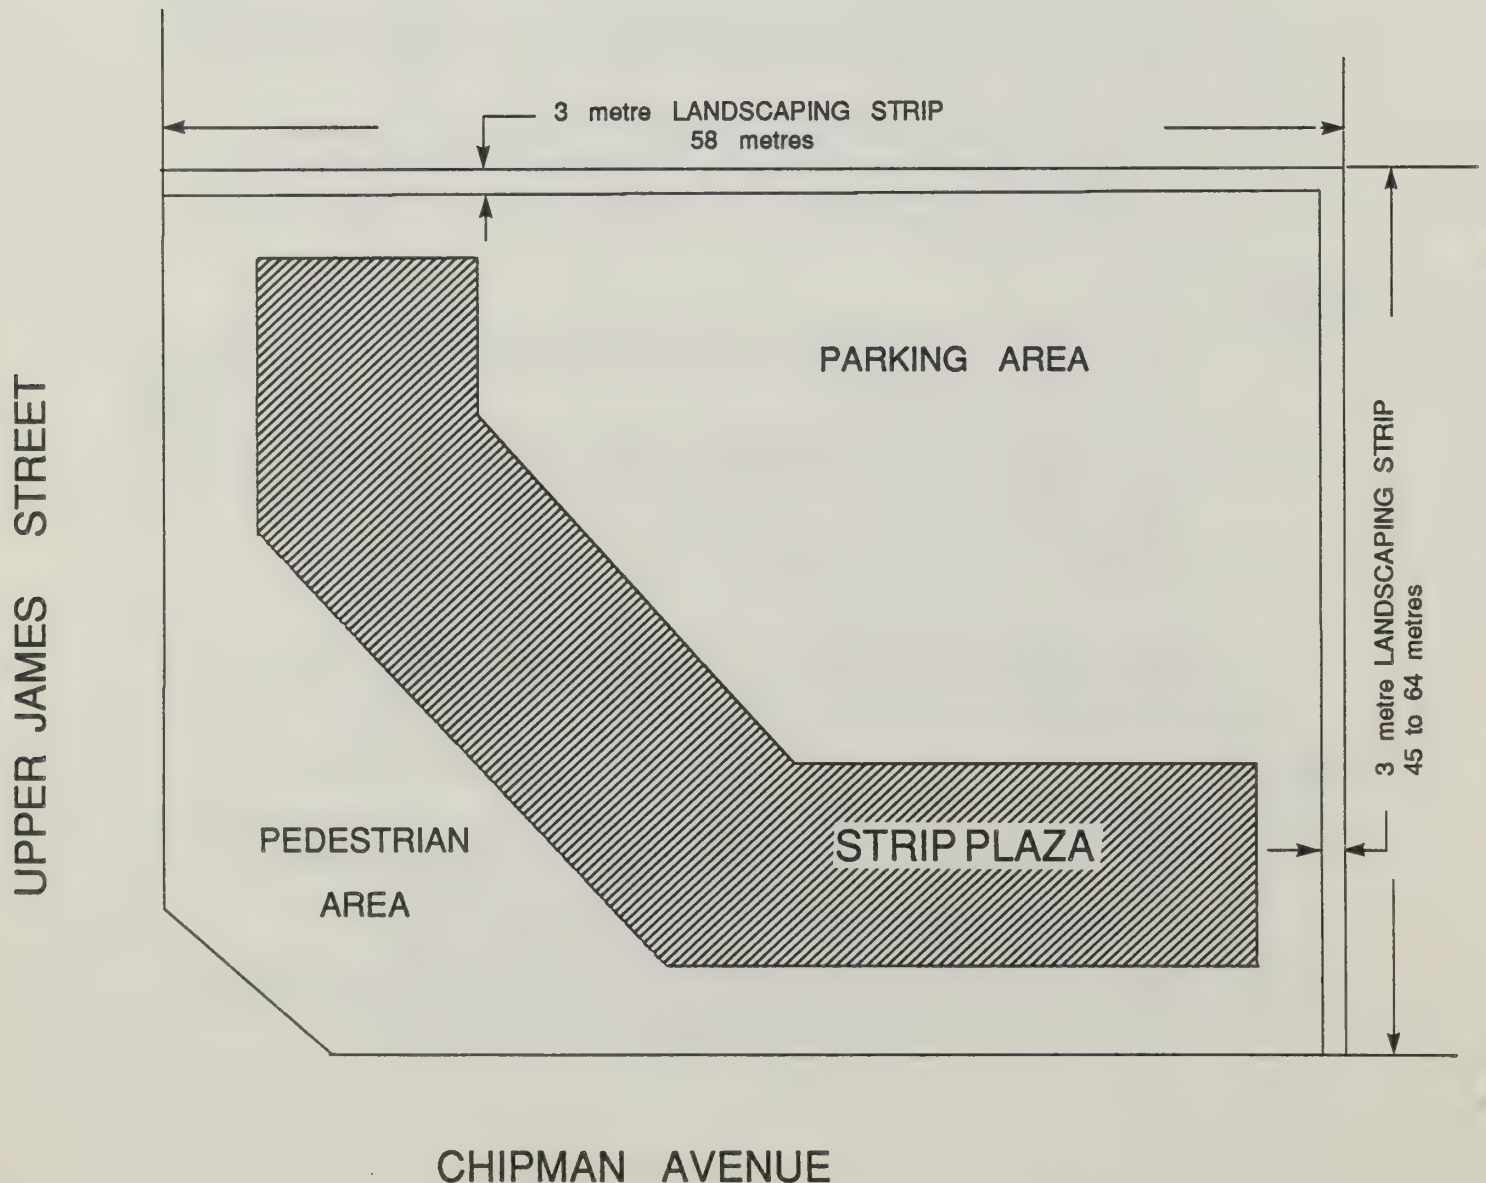 3 metre LANDSCAPING STRIP
58 metres
PARKING AREA
UPPER JAMES STREET
3 metre LANDSCAPING STRIP
45 to 64 metres
STRIP PLAZA
PEDESTRIAN
AREA
CHIPMAN AVENUE